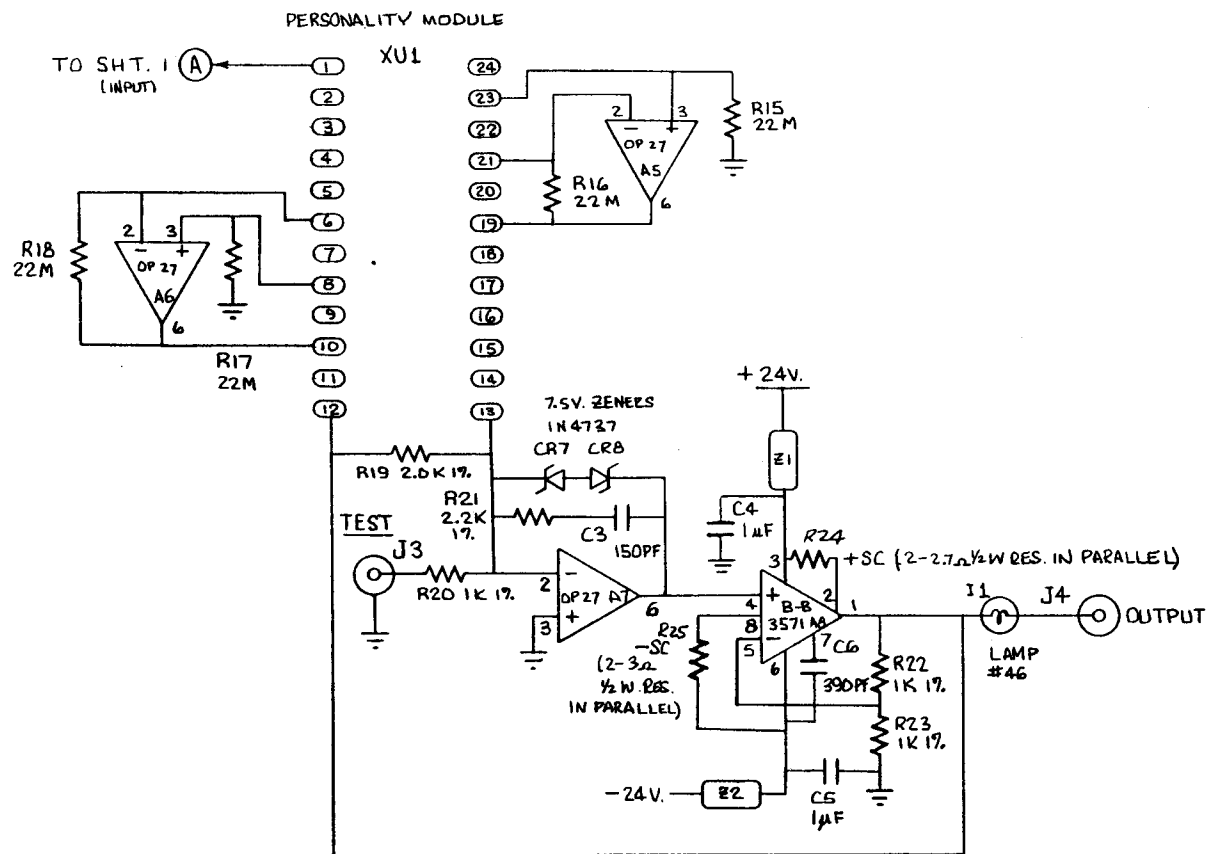 PERSONALITY MODULE
XU1
TO SHT. 1 A
(INPUT)
1
2
3
4
5
6
7
8
9
10
11
12
24
23
22
21
20
19
18
17
16
15
14
13
2
3
- +
OP 27
A5
6
R15
22M
R16
22M
R18
22M
2
3
- +
OP 27
A6
6
R17
22M
7.5V. ZENERS
1N4737
CR7 CR8
R19 2.0K 1%
R21
2.2K
1%
C3
150PF
TEST
J3
R20 1K 1%
2
-
OP27 A7
+
3
6
+24V.
Z1
C4
1µF
3
R24
+SC (2-2.7Ω ½W RES. IN PARALLEL)
2
4
+
B-B
8
3571 A8
5
-
1
7
6
C6
390PF
R25
-SC
(2-3Ω
½ W. RES.
IN PARALLEL)
I1
LAMP
#46
J4
OUTPUT
R22
1K 1%
R23
1K 1%
-24V.
Z2
C5
1µF